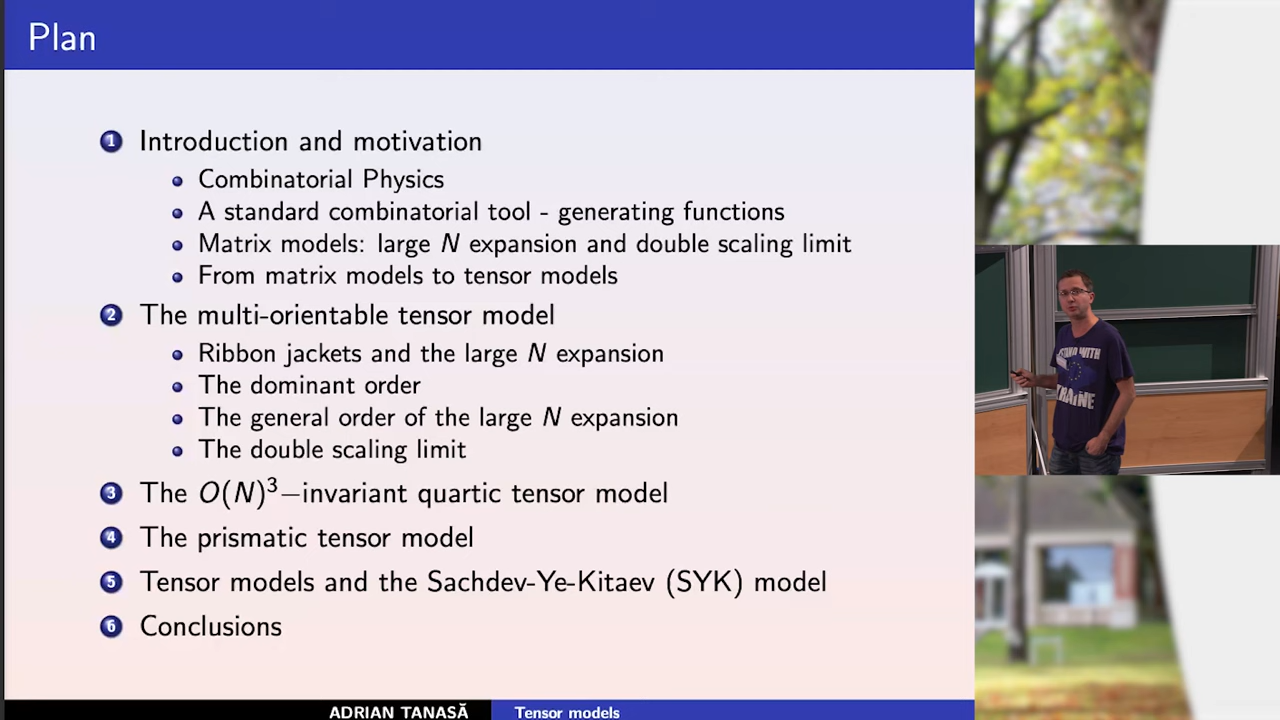 Plan
1 Introduction and motivation
Combinatorial Physics
A standard combinatorial tool - generating functions
Matrix models: large N expansion and double scaling limit
From matrix models to tensor models
2 The multi-orientable tensor model
Ribbon jackets and the large N expansion
The dominant order
The general order of the large N expansion
The double scaling limit
3 The O(N)³−invariant quartic tensor model
4 The prismatic tensor model
5 Tensor models and the Sachdev-Ye-Kitaev (SYK) model
6 Conclusions
ADRIAN TANASĂ Tensor models
WITH